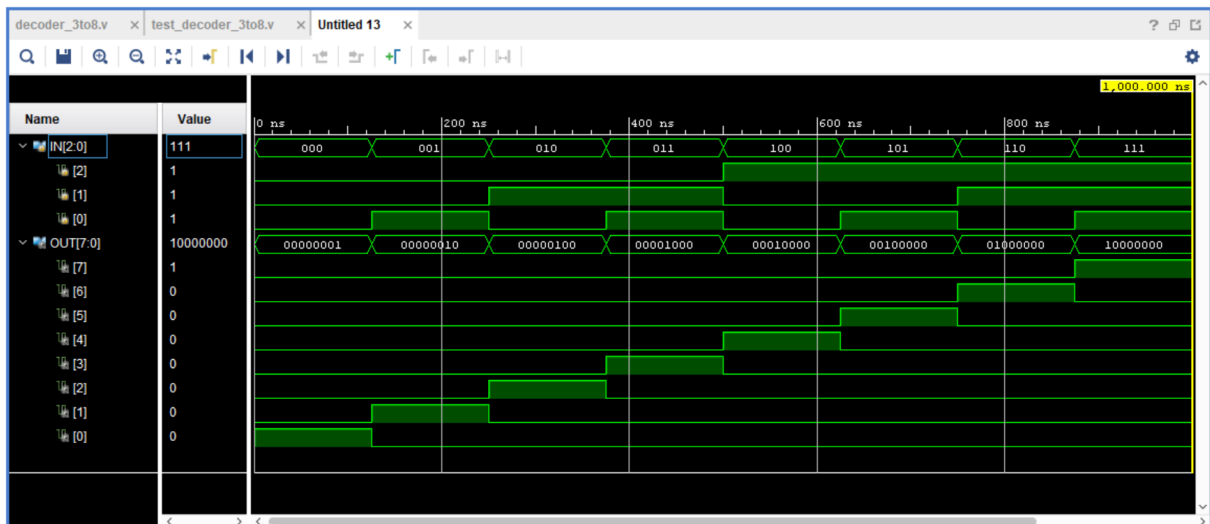 decoder_3to8.v × test_decoder_3to8.v × Untitled 13 × ?
1,000.000 ns
Name Value 0 ns 200 ns 400 ns 600 ns 800 ns
IN[2:0] 111 000 001 010 011 100 101 110 111
[2] 1
[1] 1
[0] 1
OUT[7:0] 10000000 00000001 00000010 00000100 00001000 00010000 00100000 01000000 10000000
[7] 1
[6] 0
[5] 0
[4] 0
[3] 0
[2] 0
[1] 0
[0] 0